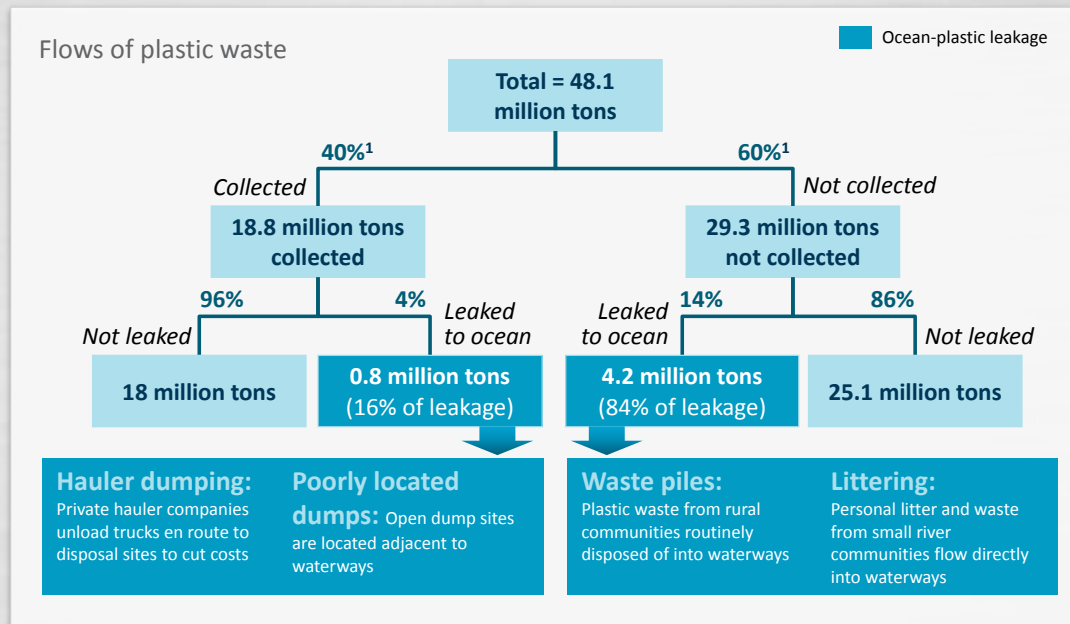 Flows of plastic waste
Ocean-plastic leakage
Total = 48.1
million tons
40%¹
60%¹
Collected
Not collected
18.8 million tons
collected
29.3 million tons
not collected
96%
4%
14%
86%
Not leaked
Leaked
to ocean
Leaked
to ocean
Not leaked
18 million tons
0.8 million tons
(16% of leakage)
4.2 million tons
(84% of leakage)
25.1 million tons
Hauler dumping:
Private hauler companies
unload trucks en route to
disposal sites to cut costs
Poorly located
dumps: Open dump sites
are located adjacent to
waterways
Waste piles:
Plastic waste from rural
communities routinely
disposed of into waterways
Littering:
Personal litter and waste
from small river
communities flow directly
into waterways